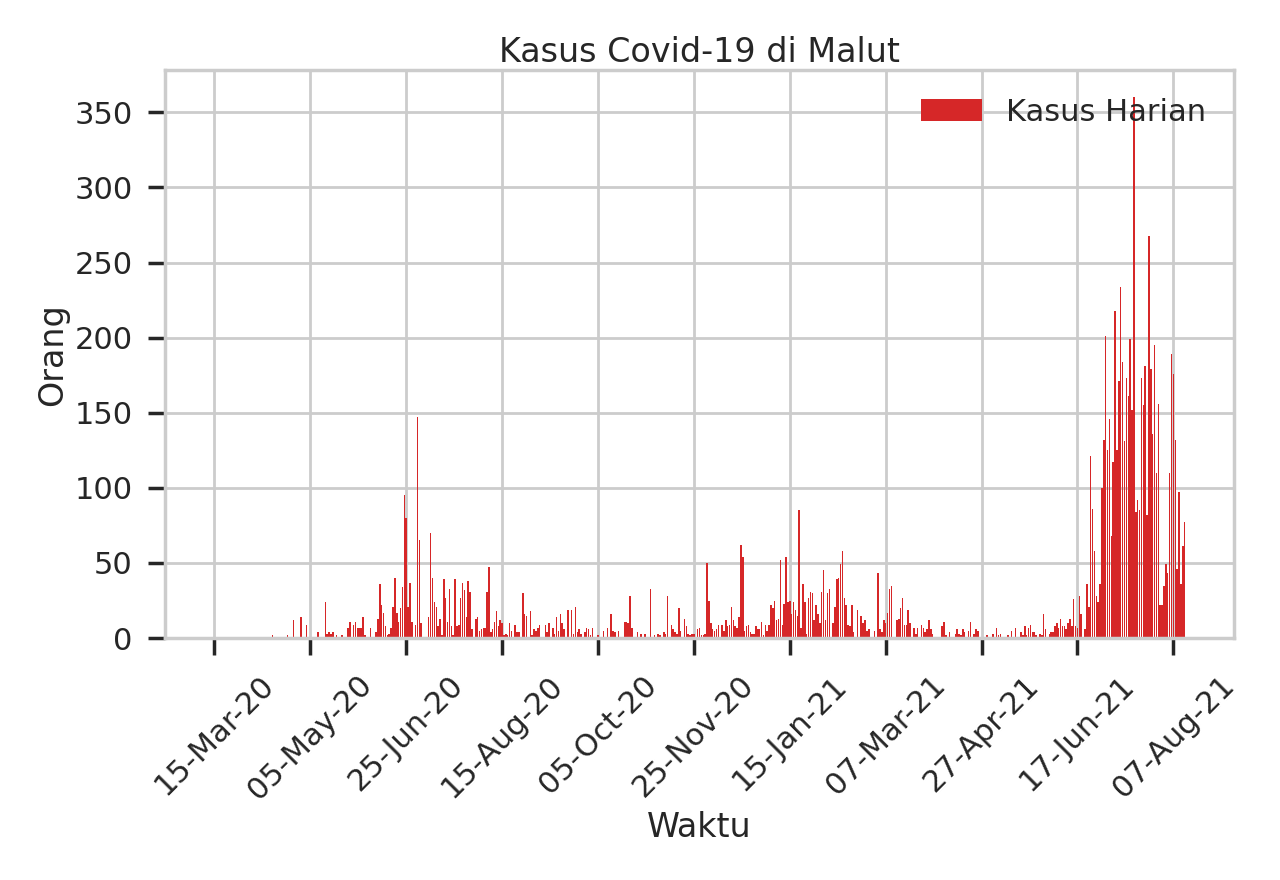 Kasus Covid-19 di Malut
Kasus Harian
350
300
250
200
150
100
50
0
Orang
15-Mar-20
05-May-20
25-Jun-20
15-Aug-20
05-Oct-20
25-Nov-20
15-Jan-21
07-Mar-21
27-Apr-21
17-Jun-21
07-Aug-21
Waktu